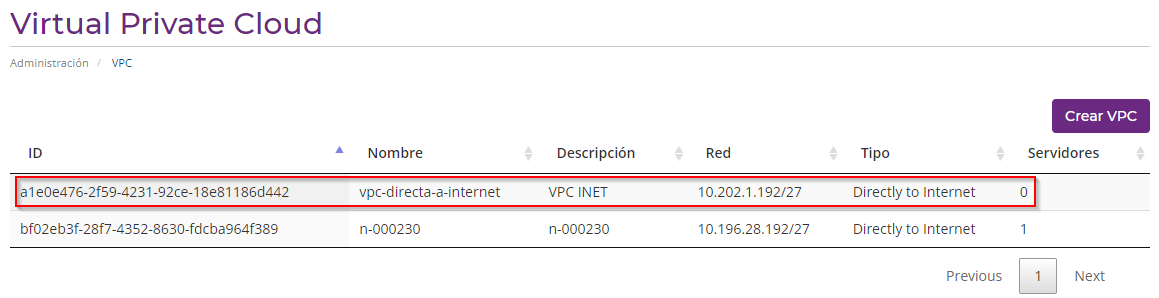 Virtual Private Cloud
Administración / VPC
Crear VPC
ID Nombre Descripción Red Tipo Servidores
a1e0e476-2f59-4231-92ce-18e81186d442 vpc-directa-a-internet VPC INET 10.202.1.192/27 Directly to Internet 0
bf02eb3f-28f7-4352-8630-fdcba964f389 n-000230 n-000230 10.196.28.192/27 Directly to Internet 1
Previous 1 Next